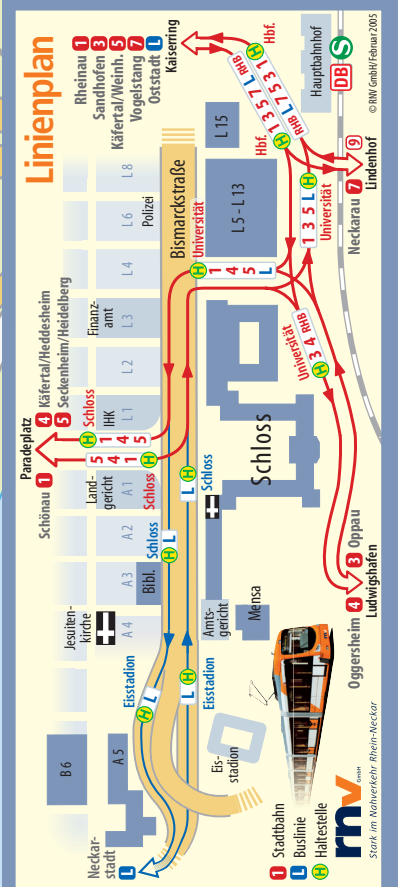 Linienplan
Rheinau 1
Sandhofen 3
Käfertal/Weinh. 5
Vogelstang 7
Oststadt L
Kaiserring
Hbf.
1 3 5 7 L RHB
RHB L 7 5 3 1
Hbf.
Hauptbahnhof
DB S
© RNV GmbH/Februar 2005
9
Neckarau 7
Lindenhof
1 3 5 L
Universität
L 15
L 5 - L 13
L 8
L 6
Polizei
L 4
Finanz-
amt
L 3
L 2
L 1
IHK
Bismarckstraße
Universität
1 4 5 L
Universität
3 4 RHB
4 Käfertal/Heddesheim
5 Seckenheim/Heidelberg
Paradeplatz
Schönau 1
Schloss
1 4 5
5 4 1
Schloss
Land-
gericht
A 1
A 2
A 3
Bibl.
A 4
Jesuiten-
kirche
Schloss
L
L
Schloss
Schloss
Amts-
gericht
Mensa
Oggersheim 4 3 Oppau
Ludwigshafen
Eisstadion
L
L
Eisstadion
Eis-
stadion
B 6
A 5
Neckar-
stadt
L
1 Stadtbahn
L Buslinie
H Haltestelle
rnv GmbH
Stark im Nahverkehr Rhein-Neckar